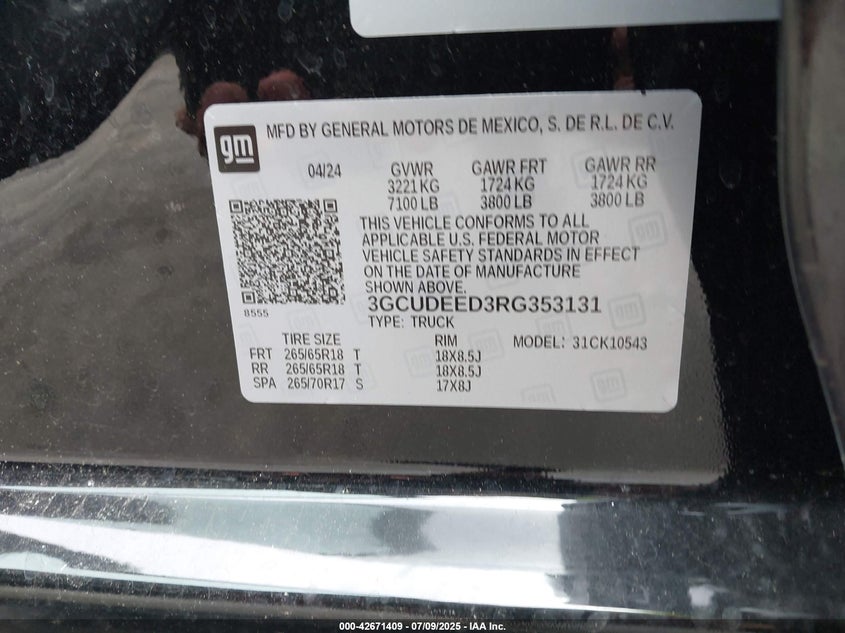 gm
MFD BY GENERAL MOTORS DE MEXICO, S. DE R.L. DE C.V.
04/24 GVWR GAWR FRT GAWR RR
3221 KG 1724 KG 1724 KG
7100 LB 3800 LB 3800 LB
THIS VEHICLE CONFORMS TO ALL
APPLICABLE U.S. FEDERAL MOTOR
VEHICLE SAFETY STANDARDS IN EFFECT
ON THE DATE OF MANUFACTURE
SHOWN ABOVE.
8555
3GCUDEED3RG353131
TYPE: TRUCK
TIRE SIZE RIM MODEL: 31CK10543
FRT 265/65R18 T 18X8.5J
RR 265/65R18 T 18X8.5J
SPA 265/70R17 S 17X8J
000-42671409 - 07/09/2025 - IAA Inc.